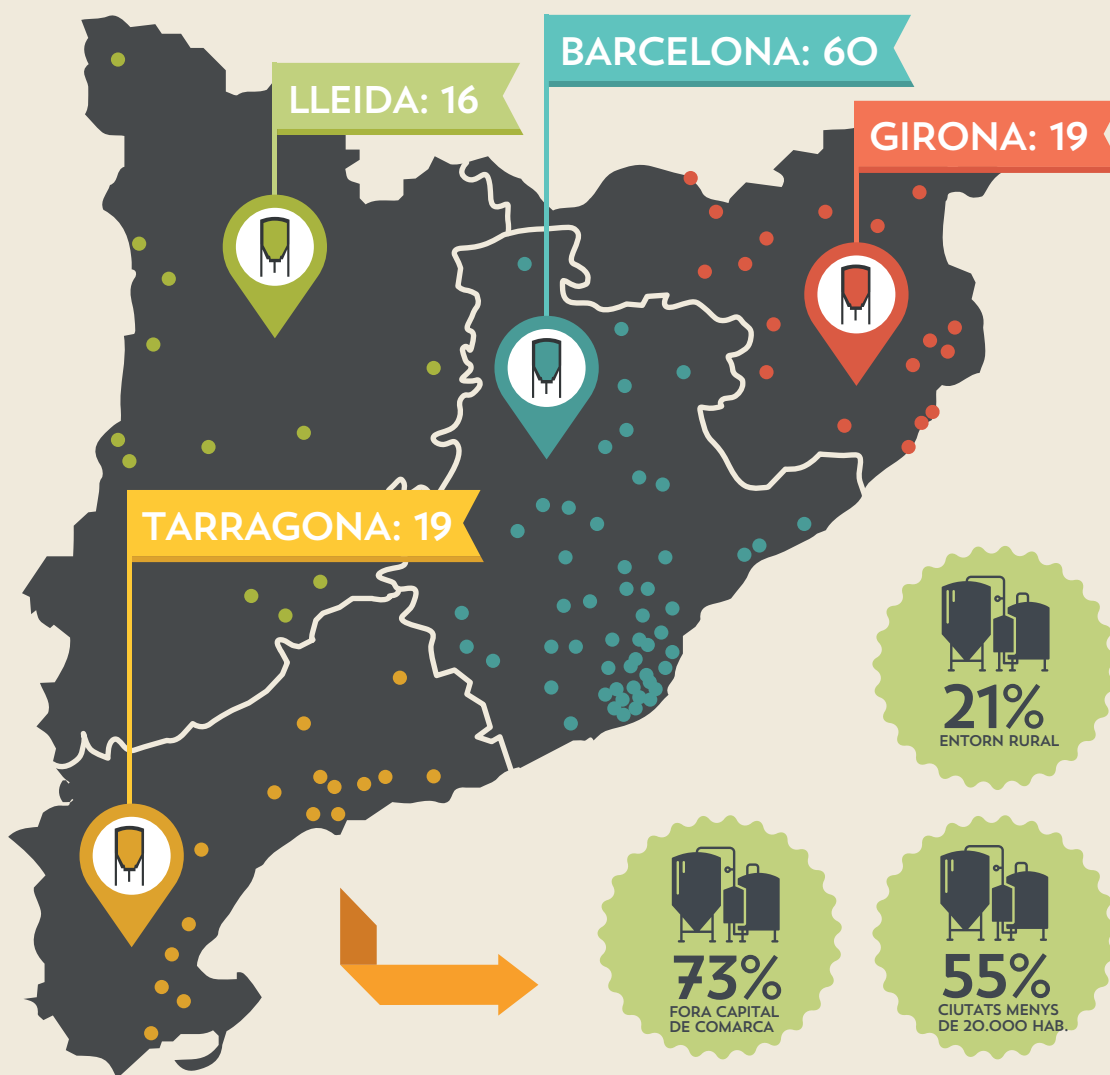 BARCELONA: 60
LLEIDA: 16
GIRONA: 19
TARRAGONA: 19
21%
ENTORN RURAL
73%
FORA CAPITAL
DE COMARCA
55%
CIUTATS MENYS
DE 20.000 HAB.